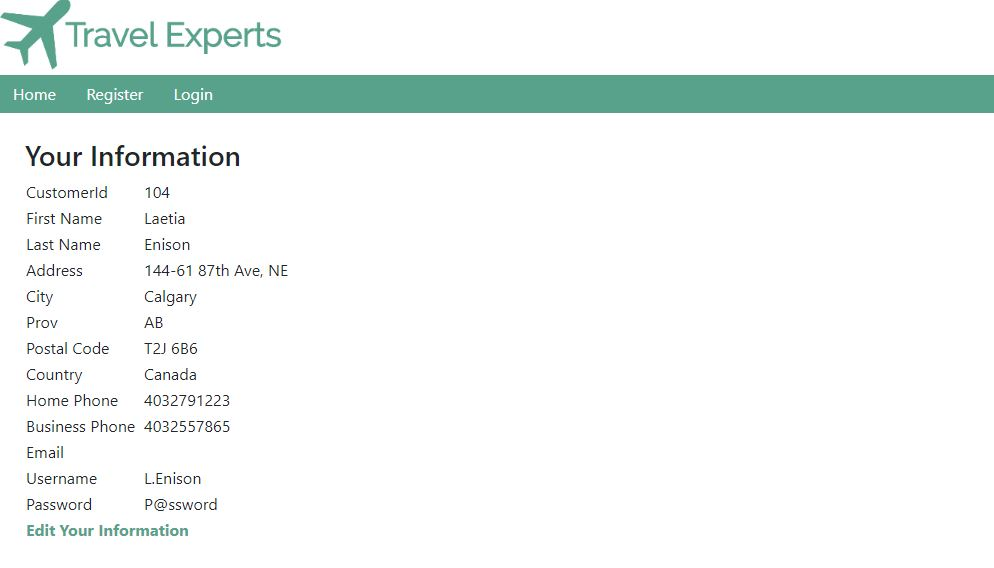 Travel Experts
Home Register Login
Your Information
CustomerId 104
First Name Laetia
Last Name Enison
Address 144-61 87th Ave, NE
City Calgary
Prov AB
Postal Code T2J 6B6
Country Canada
Home Phone 4032791223
Business Phone 4032557865
Email
Username L.Enison
Password P@ssword
Edit Your Information